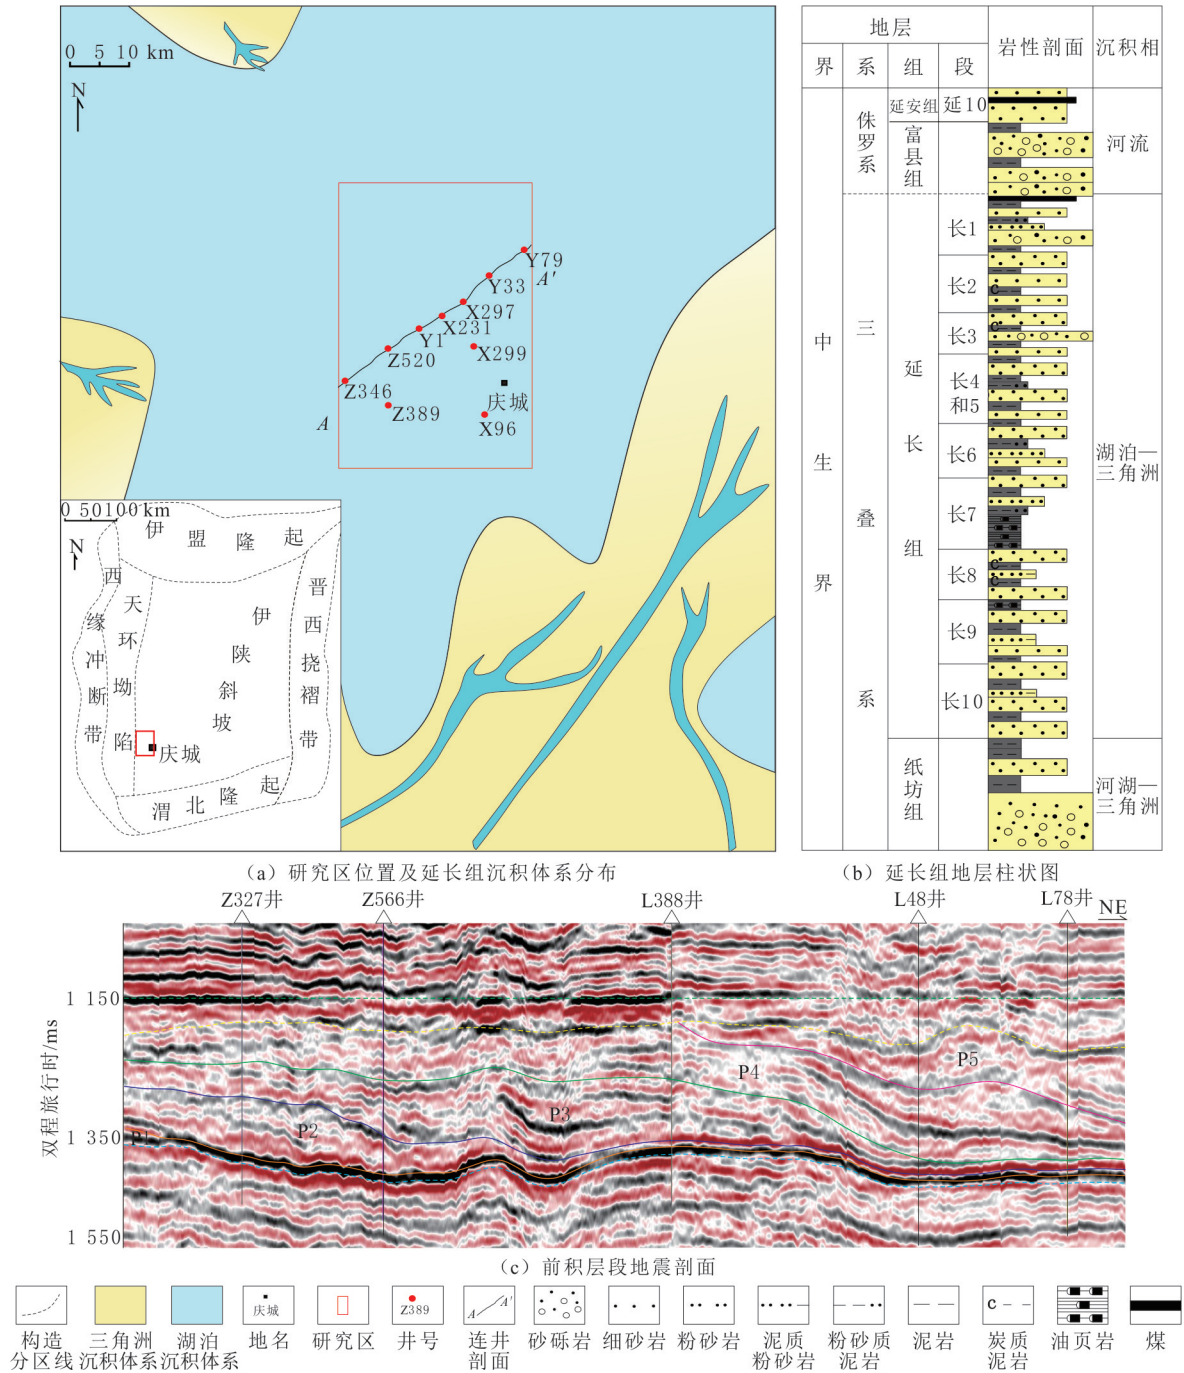 0 5 10 km
N
Y79
A'
Y33
X297
X231
Y1
Z520
X299
Z346
庆城
Z389
X96
A
0 50100 km
N
伊盟隆起
西缘冲断带
天环坳陷
伊陕斜坡
晋西挠褶带
庆城
渭北隆起
(a) 研究区位置及延长组沉积体系分布
地层
岩性剖面
沉积相
界
系
组
段
中生界
侏罗系
三叠系
延安组
富县组
延长组
纸坊组
延10
长1
长2
长3
长4
和5
长6
长7
长8
长9
长10
C
C
C
C
河流
湖泊—
三角洲
河湖—
三角洲
(b) 延长组地层柱状图
Z327井
Z566井
L388井
L48井
L78井
NE
双程旅行时/ms
1 150
1 350
1 550
P1
P2
P3
P4
P5
(c) 前积层段地震剖面
庆城
Z389
A
A'
C
构造
分区线
三角洲
沉积体系
湖泊
沉积体系
地名
研究区
井号
连井
剖面
砂砾岩
细砂岩
粉砂岩
泥质
粉砂岩
粉砂质
泥岩
泥岩
炭质
泥岩
油页岩
煤